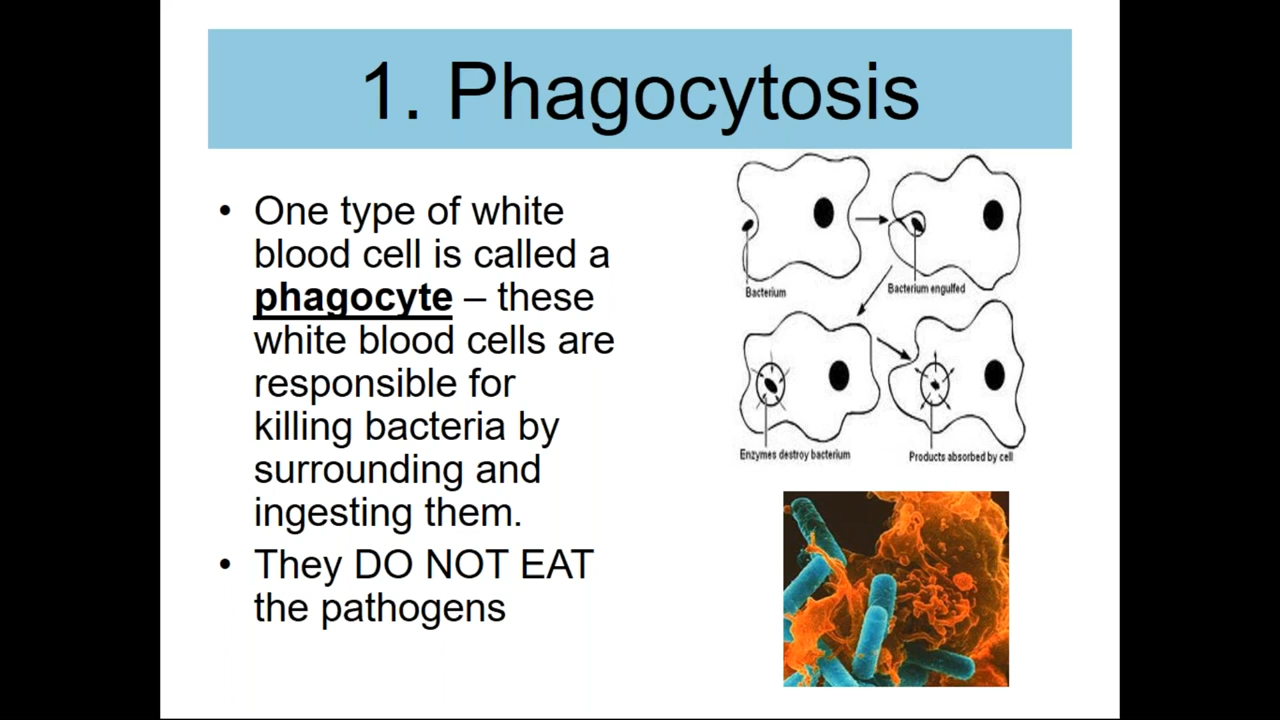 1. Phagocytosis
• One type of white
blood cell is called a
phagocyte – these
white blood cells are
responsible for
killing bacteria by
surrounding and
ingesting them.
• They DO NOT EAT
the pathogens
Bacterium
Bacterium engulfed
Enzymes destroy bacterium
Products absorbed by cell